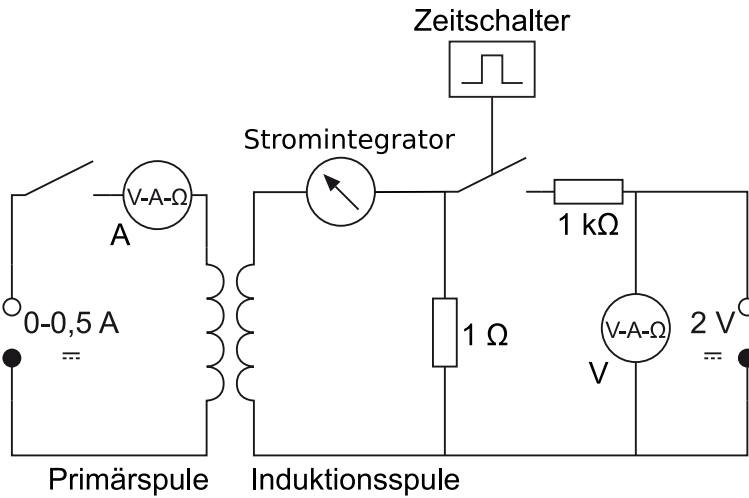 Zeitschalter
Stromintegrator
V-A-Ω
A
1 kΩ
0-0,5 A
1 Ω
V-A-Ω
V
2 V
Primärspule
Induktionsspule